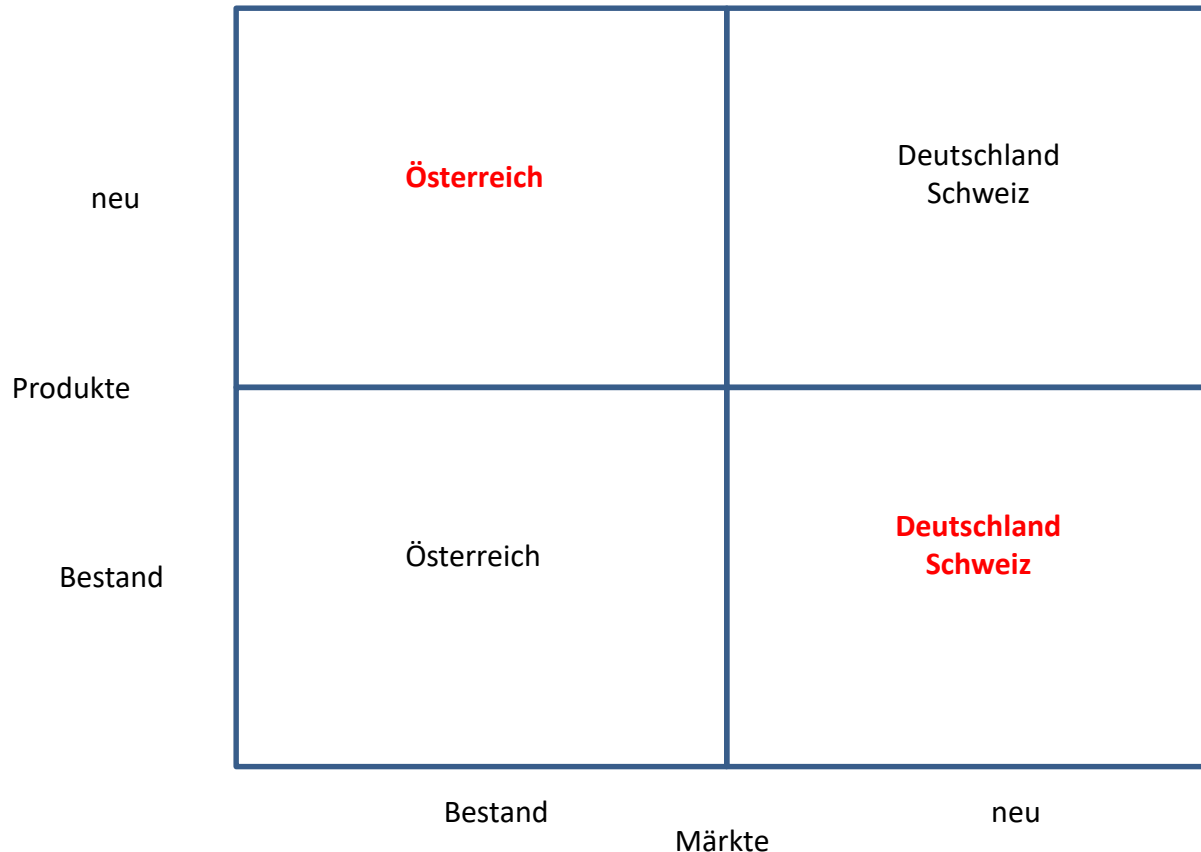 neu
Österreich
Deutschland
Schweiz
Produkte
Bestand
Österreich
Deutschland
Schweiz
Bestand
neu
Märkte